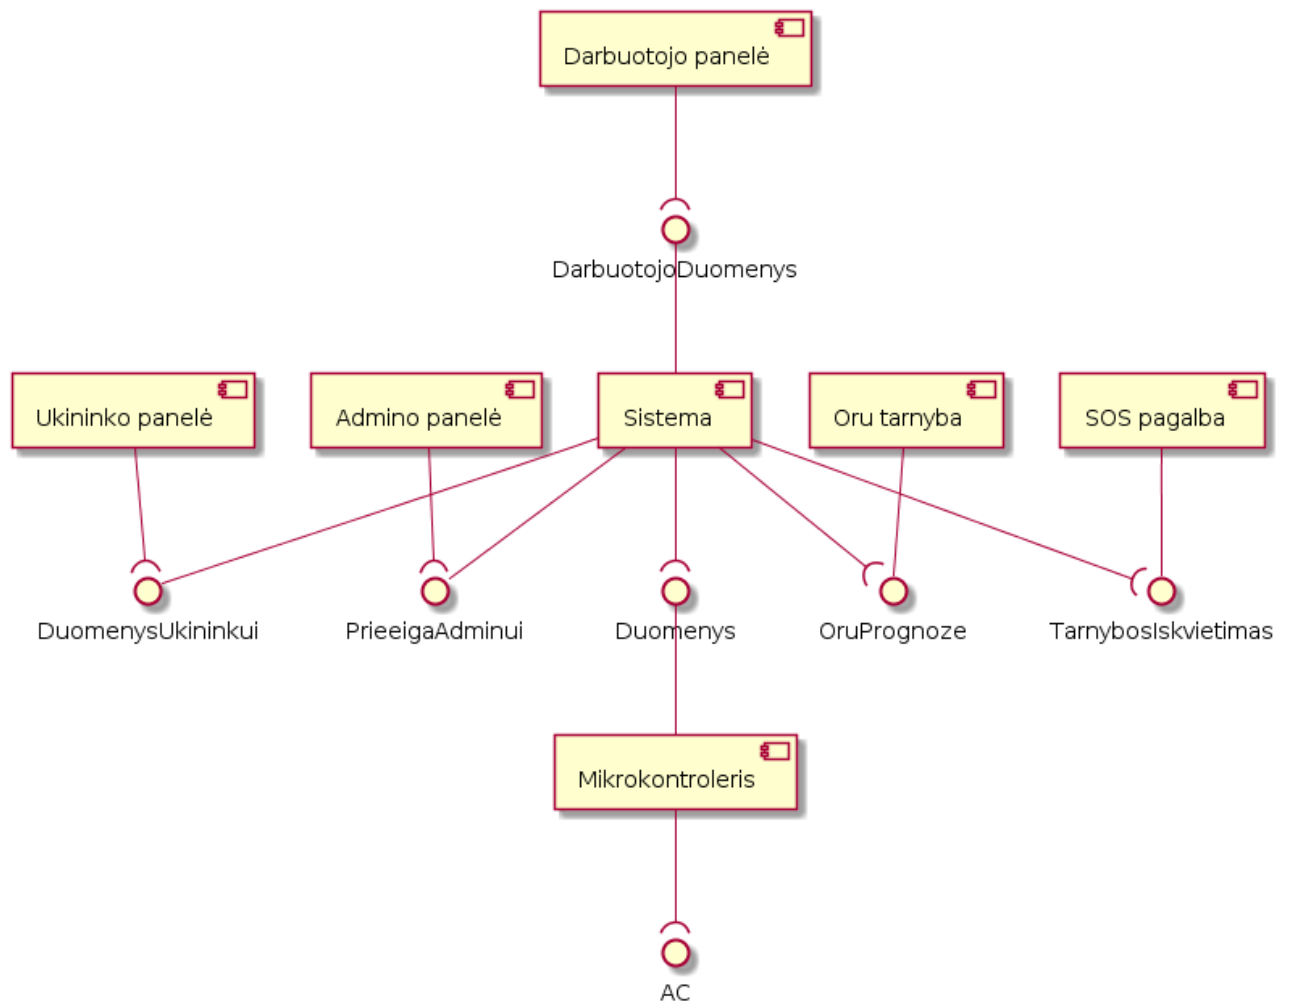 Darbuotojo panelė
DarbuotojoDuomenys
Ukininko panelė
Admino panelė
Sistema
Oru tarnyba
SOS pagalba
DuomenysUkininkui
PrieeigaAdminui
Duomenys
OruPrognoze
TarnybosIskvietimas
Mikrokontroleris
AC